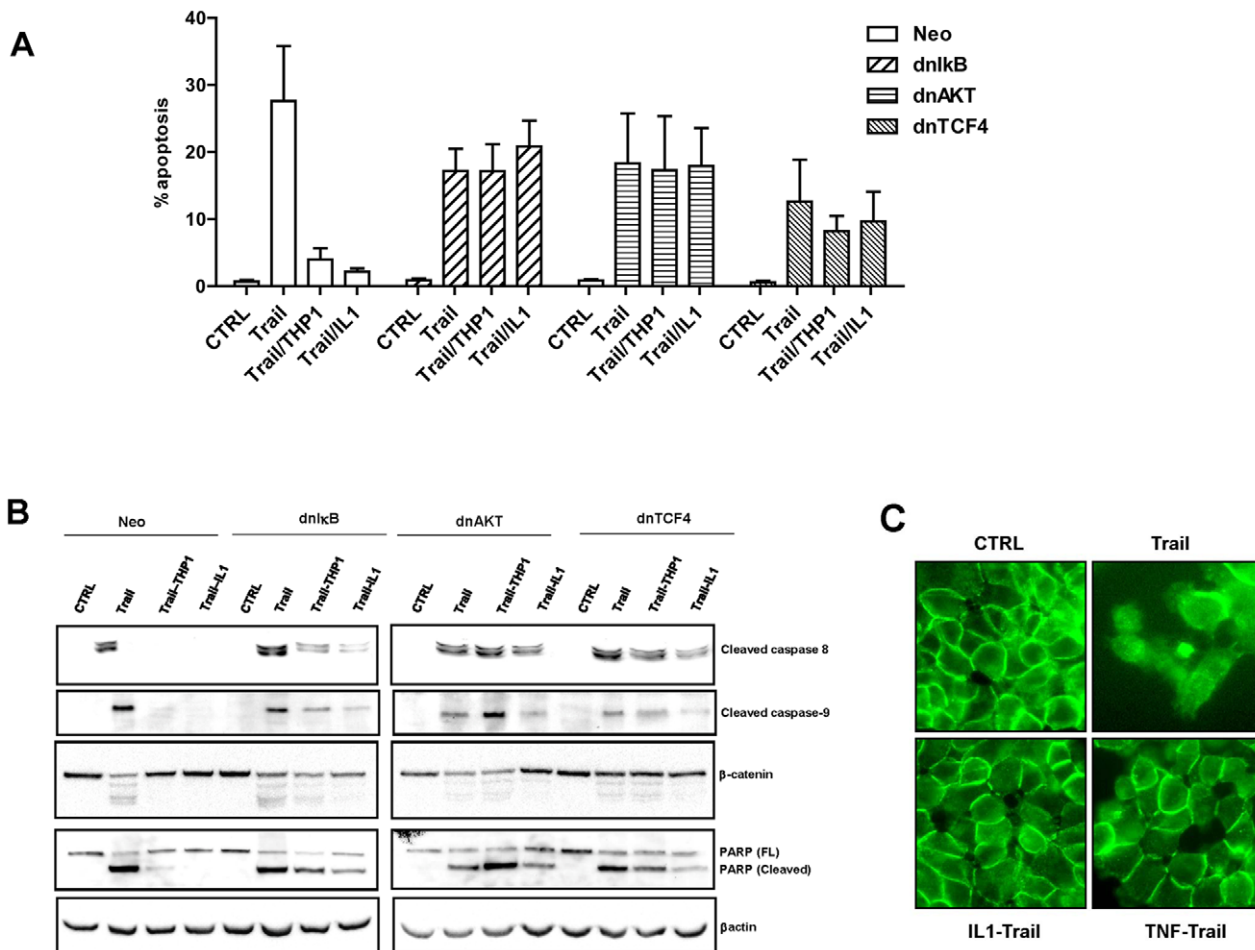 A
40
30
20
10
0
% apoptosis
Neo
dnIkB
dnAKT
dnTCF4
CTRL
Trail
Trail/THP1
Trail/IL1
CTRL
Trail
Trail/THP1
Trail/IL1
CTRL
Trail
Trail/THP1
Trail/IL1
CTRL
Trail
Trail/THP1
Trail/IL1
B
Neo dnIκB dnAKT dnTCF4
CTRL Trail Trail-THP1 Trail-IL1 CTRL Trail Trail-THP1 Trail-IL1 CTRL Trail Trail-THP1 Trail-IL1 CTRL Trail Trail-THP1 Trail-IL1
Cleaved caspase 8
Cleaved caspase-9
β-catenin
PARP (FL)
PARP (Cleaved)
βactin
C
CTRL Trail
IL1-Trail TNF-Trail